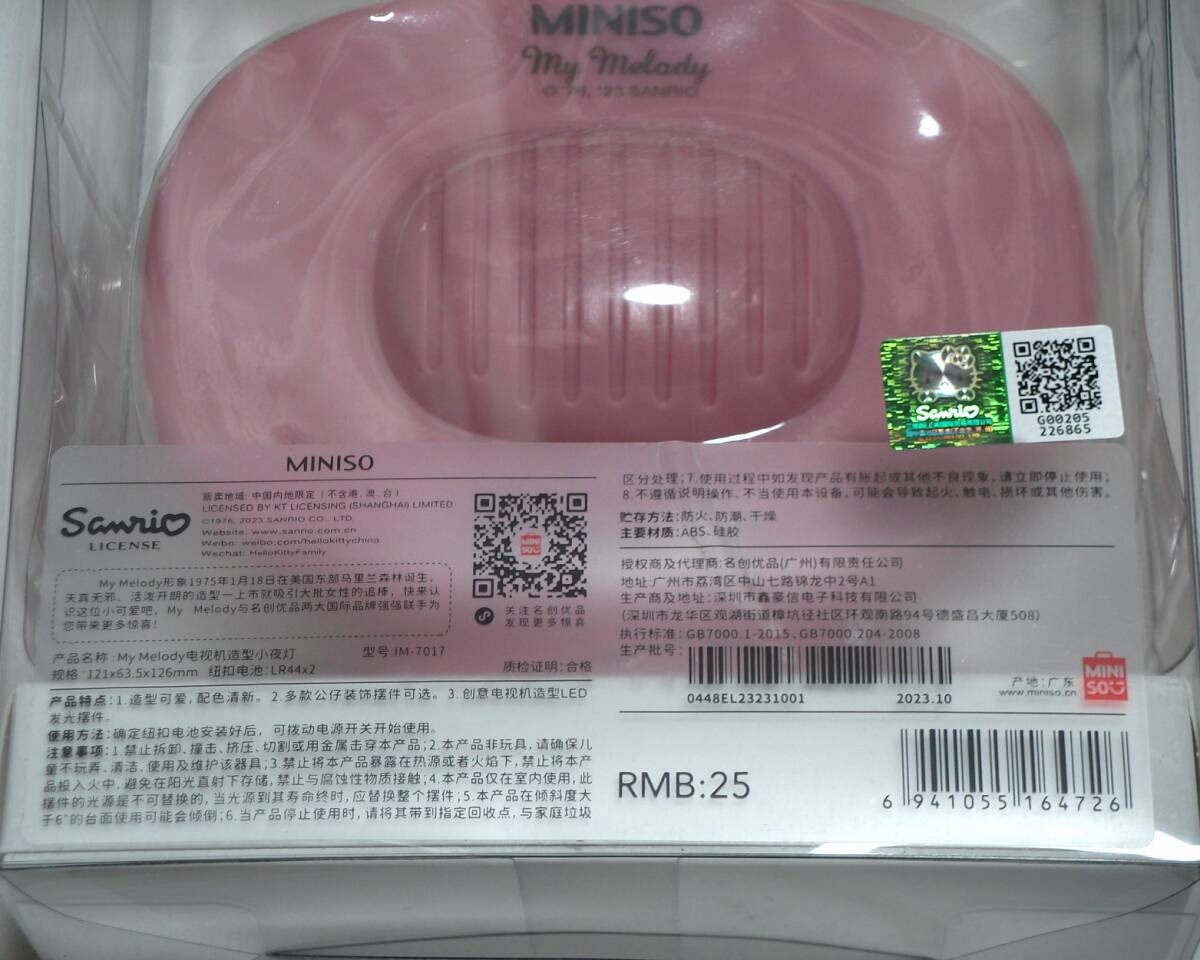 MINISO
My Melody
©'76, '23 SANRIO
Sanrio
G00205
226865
MINISO
Sanrio
LICENSE
贩卖地域: 中国内地限定（不含港、澳、台）
LICENSED BY KT LICENSING (SHANGHAI) LIMITED
©1976, 2023 SANRIO CO., LTD.
Website: www.sanrio.com.cn
Weibo: weibo.com/hellokittychina
Wechat: HelloKittyFamily
My Melody形象1975年1月18日在美国东部马里兰森林诞生，
天真无邪、活泼开朗的造型一上市就吸引大批女性的追棒，快来认
识这位小可爱吧，My Melody与名创优品两大国际品牌强强联手为
您带来更多惊喜!
MINI
SO
关注名创优品
发现更多惊喜
产品名称: My Melody电视机造型小夜灯
型号:IM-7017
规格 121x63.5x126mm 纽扣电池:LR44x2
质检证明:合格
产品特点: 1.造型可爱，配色清新。2.多款公仔装饰摆件可选。3.创意电视机造型LED
发光摆件。
使用方法:确定纽扣电池安装好后，可拨动电源开关开始使用。
注意事项:1.禁止拆卸、撞击、挤压、切割或用金属击穿本产品;2.本产品非玩具,请确保儿
童不玩弄、清洁、使用及维护该器具;3.禁止将本产品暴露在热源或者火焰下,禁止将本产
品投入火中,避免在阳光直射下存储,禁止与腐蚀性物质接触;4.本产品仅在室内使用,此
摆件的光源是不可替换的,当光源到其寿命终时,应替换整个摆件;5.本产品在倾斜度大
于6°的台面使用可能会倾倒;6.当产品停止使用时,请将其带到指定回收点,与家庭垃圾
区分处理;7.使用过程中如发现产品有胀起或其他不良现象,请立即停止使用;
8.不遵循说明操作、不当使用本设备,可能会导致起火、触电、损坏或其他伤害。
贮存方法:防火、防潮、干燥
主要材质:ABS、硅胶
授权商及代理商:名创优品(广州)有限责任公司
地址:广州市荔湾区中山七路锦龙中2号A1
生产商及地址: 深圳市鑫豪信电子科技有限公司
(深圳市龙华区观湖街道樟坑径社区环观南路94号德盛昌大厦508)
执行标准: GB7000.1-2015、GB7000.204-2008
生产批号:
0448EL23231001
2023.10
产地: 广东
www.miniso.cn
MINI
SO
RMB:25
6 941055 164726